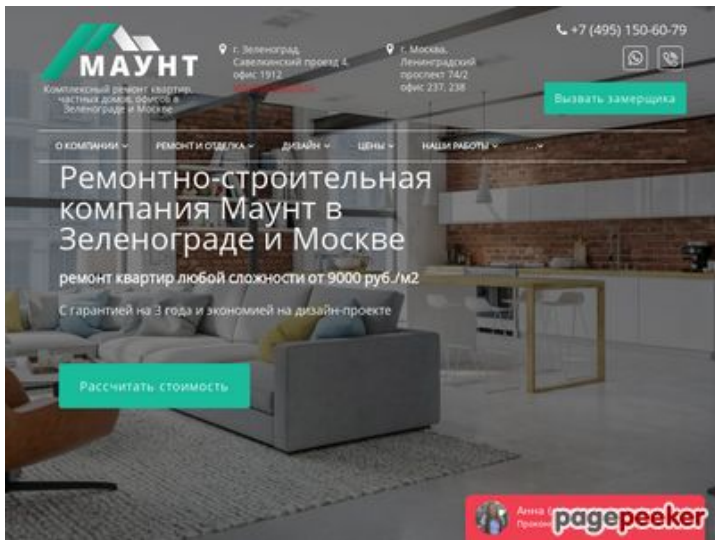 МАУНТ
Комплексный ремонт квартир,
частных домов, офисов в
Зеленограде и Москве
г. Зеленоград,
Савелкинский проезд 4,
офис 1912
г. Москва,
Ленинградский
проспект 74/2
офис 237, 238
+7 (495) 150-60-79
Вызвать замерщика
О КОМПАНИИ
РЕМОНТ И ОТДЕЛКА
ДИЗАЙН
ЦЕНЫ
НАШИ РАБОТЫ
...
Ремонтно-строительная
компания Маунт в
Зеленограде и Москве
ремонт квартир любой сложности от 9000 руб./м2
С гарантией на 3 года и экономией на дизайн-проекте
Рассчитать стоимость
Анна
pagepeeker